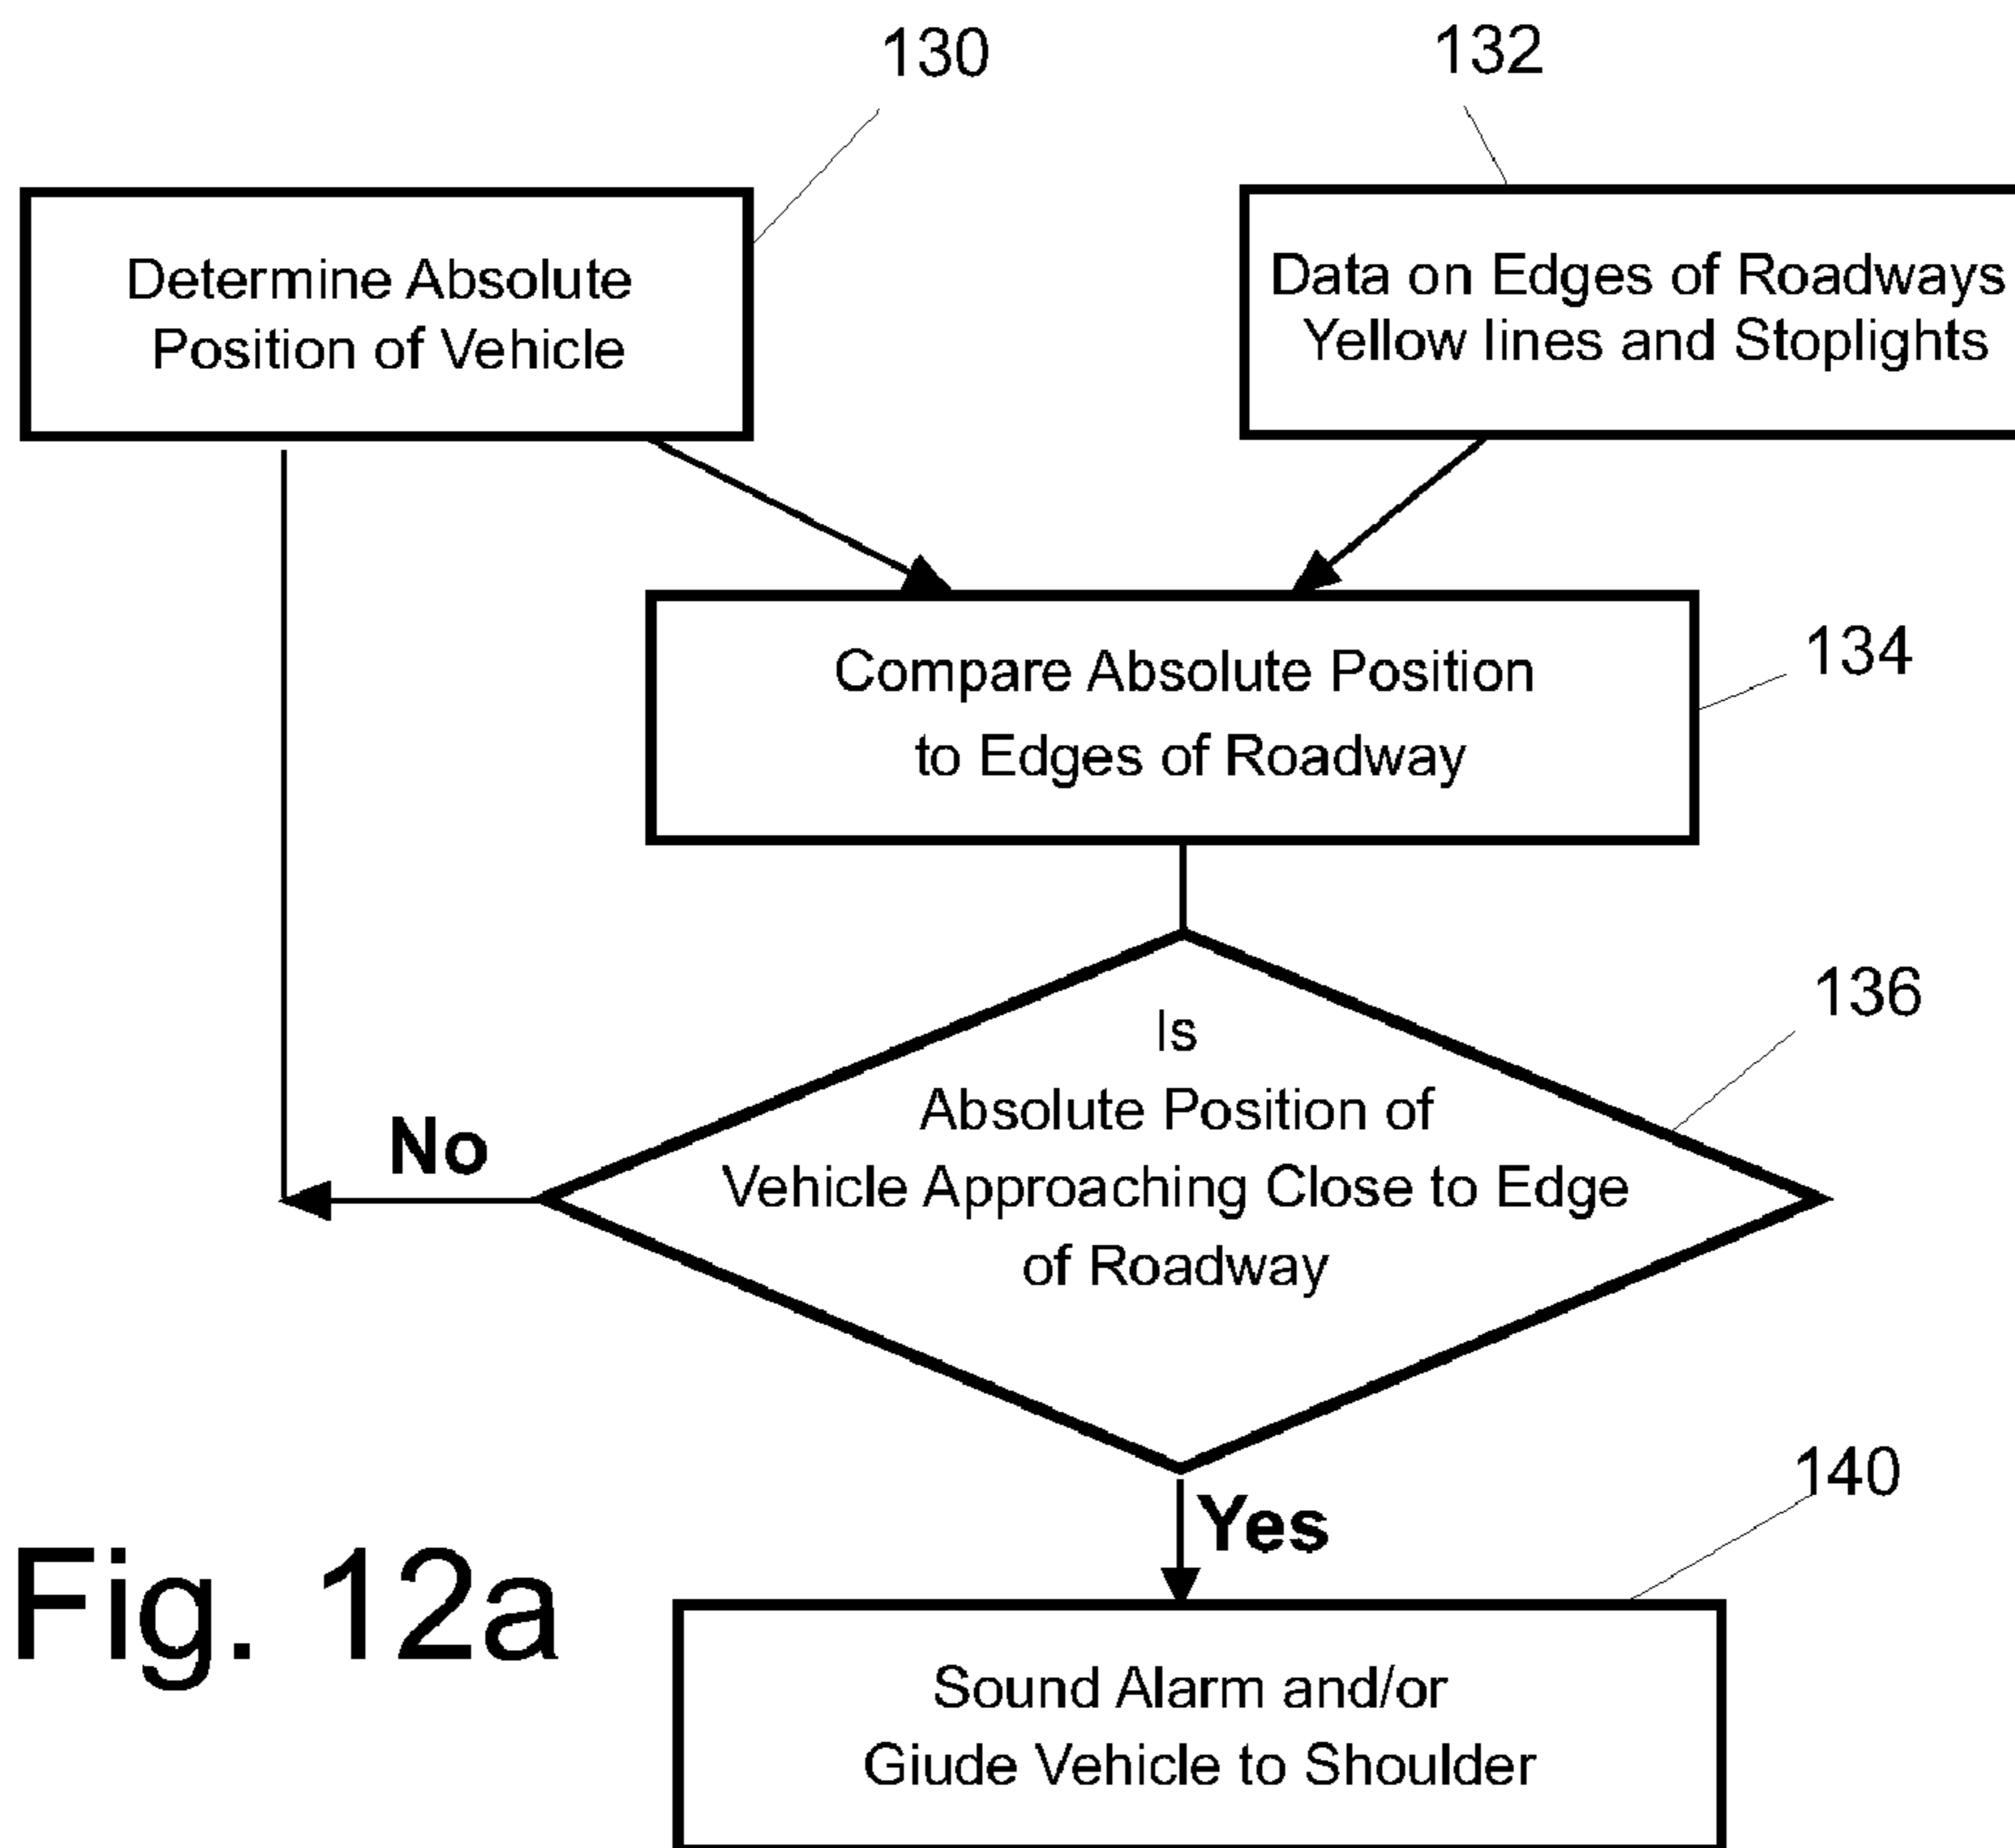 130
132
Determine Absolute
Position of Vehicle
Data on Edges of Roadways
Yellow lines and Stoplights
Compare Absolute Position
to Edges of Roadway
134
136
Is
Absolute Position of
Vehicle Approaching Close to Edge
of Roadway
No
Yes
140
Sound Alarm and/or
Giude Vehicle to Shoulder
Fig. 12a